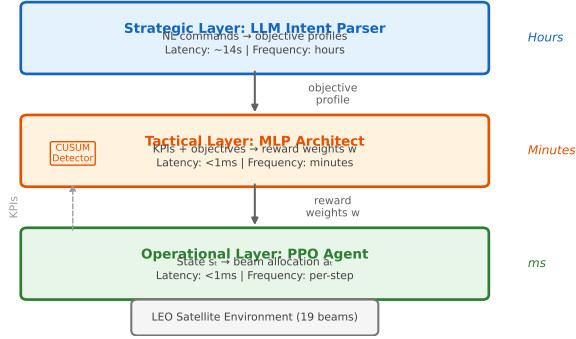 Strategic Layer: LLM Intent Parser
NL commands → objective profiles
Latency: ~14s | Frequency: hours
Hours
objective
profile
Tactical Layer: MLP Architect
CUSUM
Detector
KPIs + objectives → reward weights w
Latency: <1ms | Frequency: minutes
Minutes
KPIs
reward
weights w
Operational Layer: PPO Agent
State sₜ → beam allocation aₜ
Latency: <1ms | Frequency: per-step
ms
LEO Satellite Environment (19 beams)